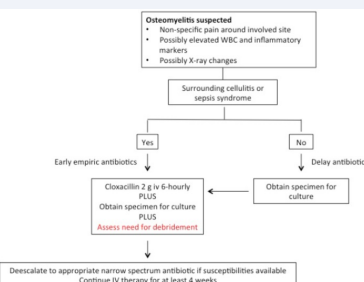 Osteomyelitis suspected
• Non-specific pain around involved site
• Possibly elevated WBC and inflammatory
markers
• Possibly X-ray changes
Surrounding cellulitis or
sepsis syndrome
Yes
No
Early empiric antibiotics
Delay antibiotic
Cloxacillin 2 g iv 6-hourly
PLUS
Obtain specimen for culture
PLUS
Assess need for debridement
Obtain specimen for
culture
Deescalate to appropriate narrow spectrum antibiotic if susceptibilities available
Continue IV therapy for at least 4 weeks